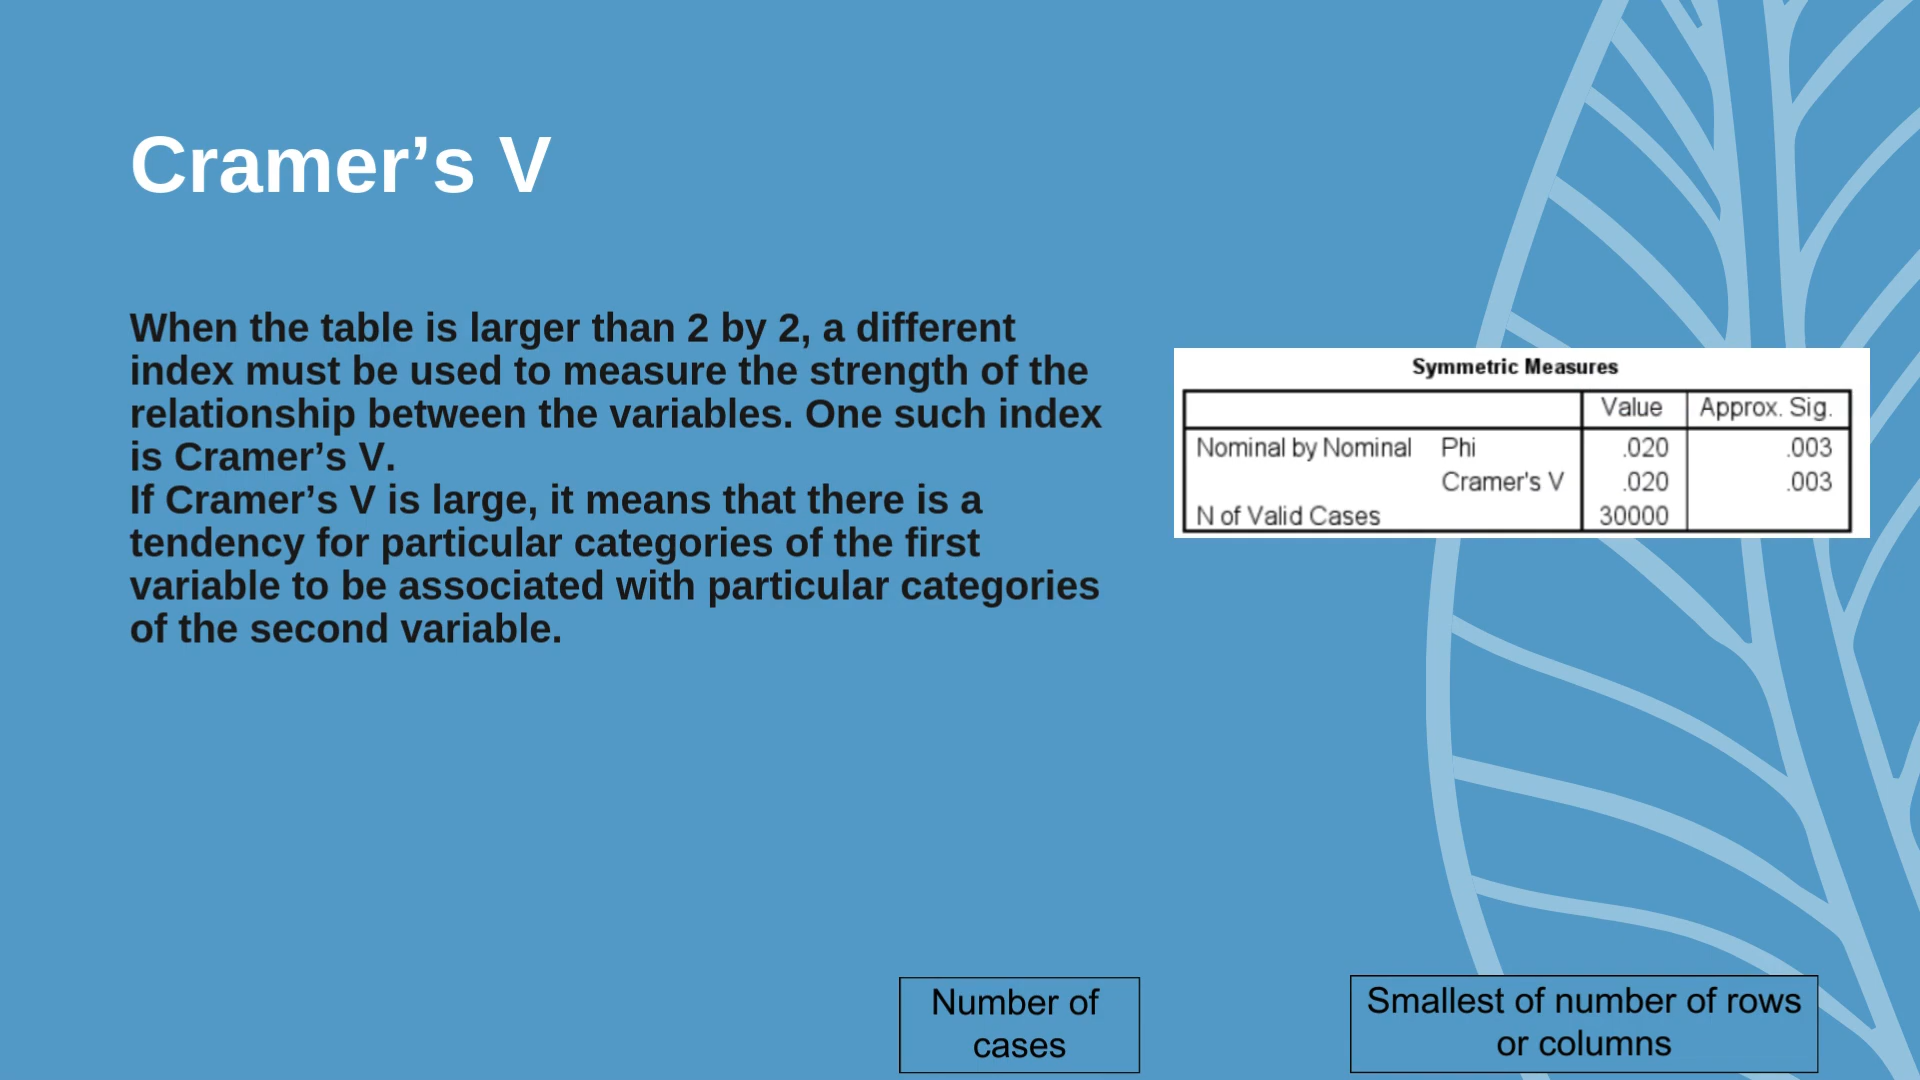 Cramer’s V
When the table is larger than 2 by 2, a different
index must be used to measure the strength of the
relationship between the variables. One such index
is Cramer’s V.
If Cramer’s V is large, it means that there is a
tendency for particular categories of the first
variable to be associated with particular categories
of the second variable.
Symmetric Measures
Value Approx. Sig.
Nominal by Nominal Phi .020 .003
Cramer's V .020 .003
N of Valid Cases 30000
Number of
cases
Smallest of number of rows
or columns